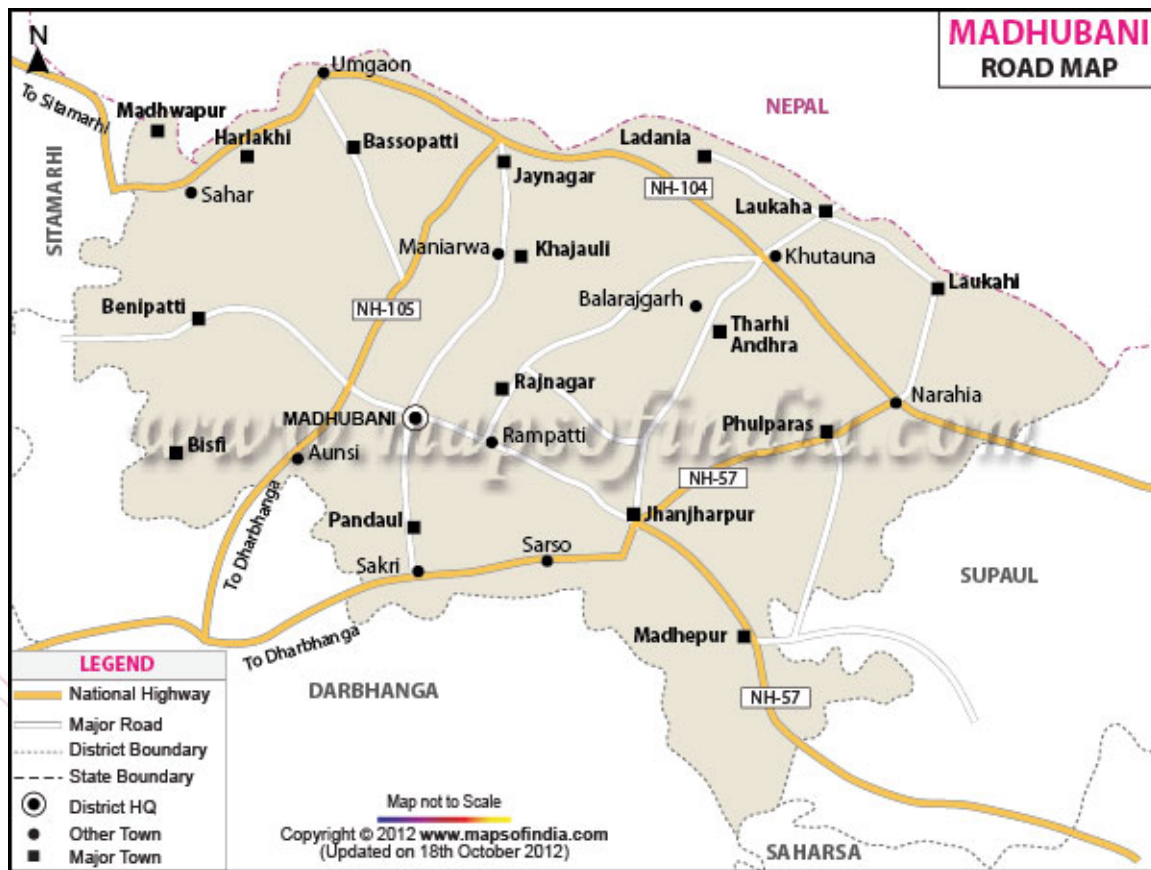 MADHUBANI
ROAD MAP
N
To Sitamarhi
Umgaon
NEPAL
Madhwapur
Harlakhi
Bassopatti
Ladania
Jaynagar
NH-104
SITAMARHI
Sahar
Laukaha
Maniarwa
Khajauli
Khutauna
Laukahi
Benipatti
NH-105
Balarajgarh
Tharhi
Andhra
Rajnagar
Narahia
MADHUBANI
www.mapsofindia.com
Rampatti
Phulparas
Bisfi
Aunsi
NH-57
Pandaul
Jhanjharpur
To Dharbhanga
Sarso
Sakri
SUPAUL
To Dharbhanga
Madhepur
DARBHANGA
NH-57
LEGEND
National Highway
Major Road
District Boundary
State Boundary
District HQ
Other Town
Major Town
Map not to Scale
Copyright © 2012 www.mapsofindia.com
(Updated on 18th October 2012)
SAHARSA